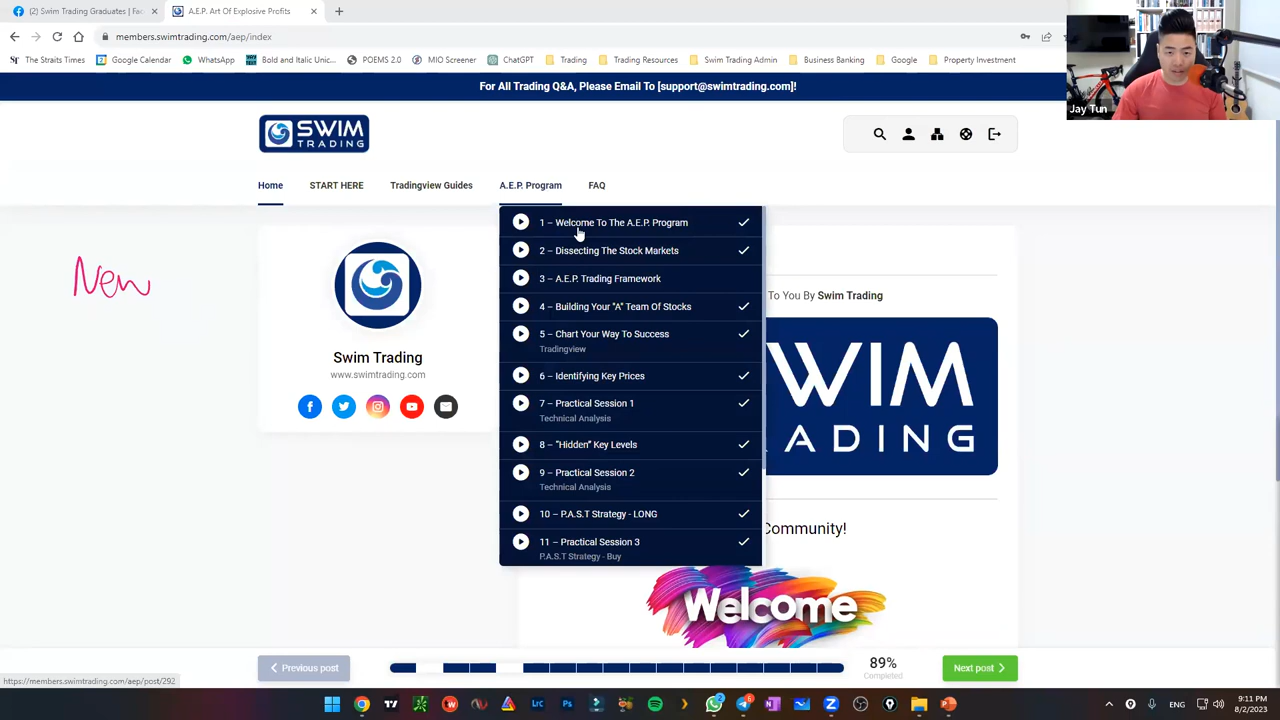 (2) Swim Trading Graduates | Fac
A.E.P. Art Of Explosive Profits
members.swimtrading.com/aep/index
The Straits Times
Google Calendar
WhatsApp
Bold and Italic Unic...
POEMS 2.0
MIO Screener
ChatGPT
Trading
Swim Trading Admin
Business Banking
Google
Property Investment
For All Trading Q&A, Please Email To [support@swimtrading.com]!
Jay Tun
SWIM
TRADING
Home
START HERE
Tradingview Guides
A.E.P. Program
FAQ
New
Swim Trading
www.swimtrading.com
1 – Welcome To The A.E.P. Program
2 – Dissecting The Stock Markets
3 – A.E.P. Trading Framework
4 – Building Your "A" Team Of Stocks
5 – Chart Your Way To Success
Tradingview
6 – Identifying Key Prices
7 – Practical Session 1
Technical Analysis
8 – "Hidden" Key Levels
9 – Practical Session 2
Technical Analysis
10 – P.A.S.T Strategy - LONG
11 – Practical Session 3
P.A.S.T Strategy - Buy
To You By Swim Trading
SWIM
ADING
Community!
Welcome
Previous post
89%
Completed
Next post
https://members.swimtrading.com/aep/post/292
9:11 PM
ENG
8/2/2023